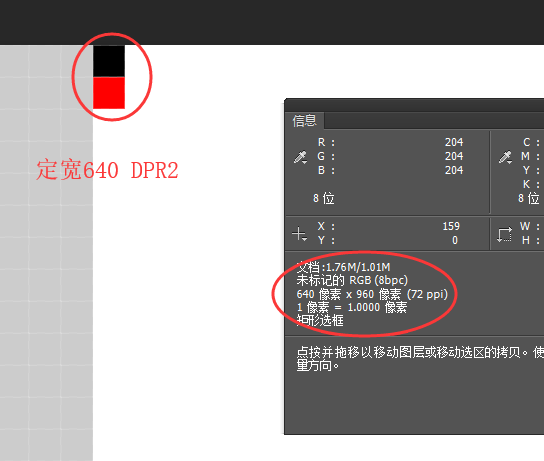 定宽640 DPR2
信息
R : 204
G : 204
B : 204
8 位
C :
M :
Y :
K :
8 位
X : 159
Y : 0
W :
H :
文档:1.76M/1.01M
未标记的 RGB (8bpc)
640 像素 x 960 像素 (72 ppi)
1 像素 = 1.0000 像素
矩形选框
点按并拖移以移动图层或移动选区的拷贝。使
量方向。